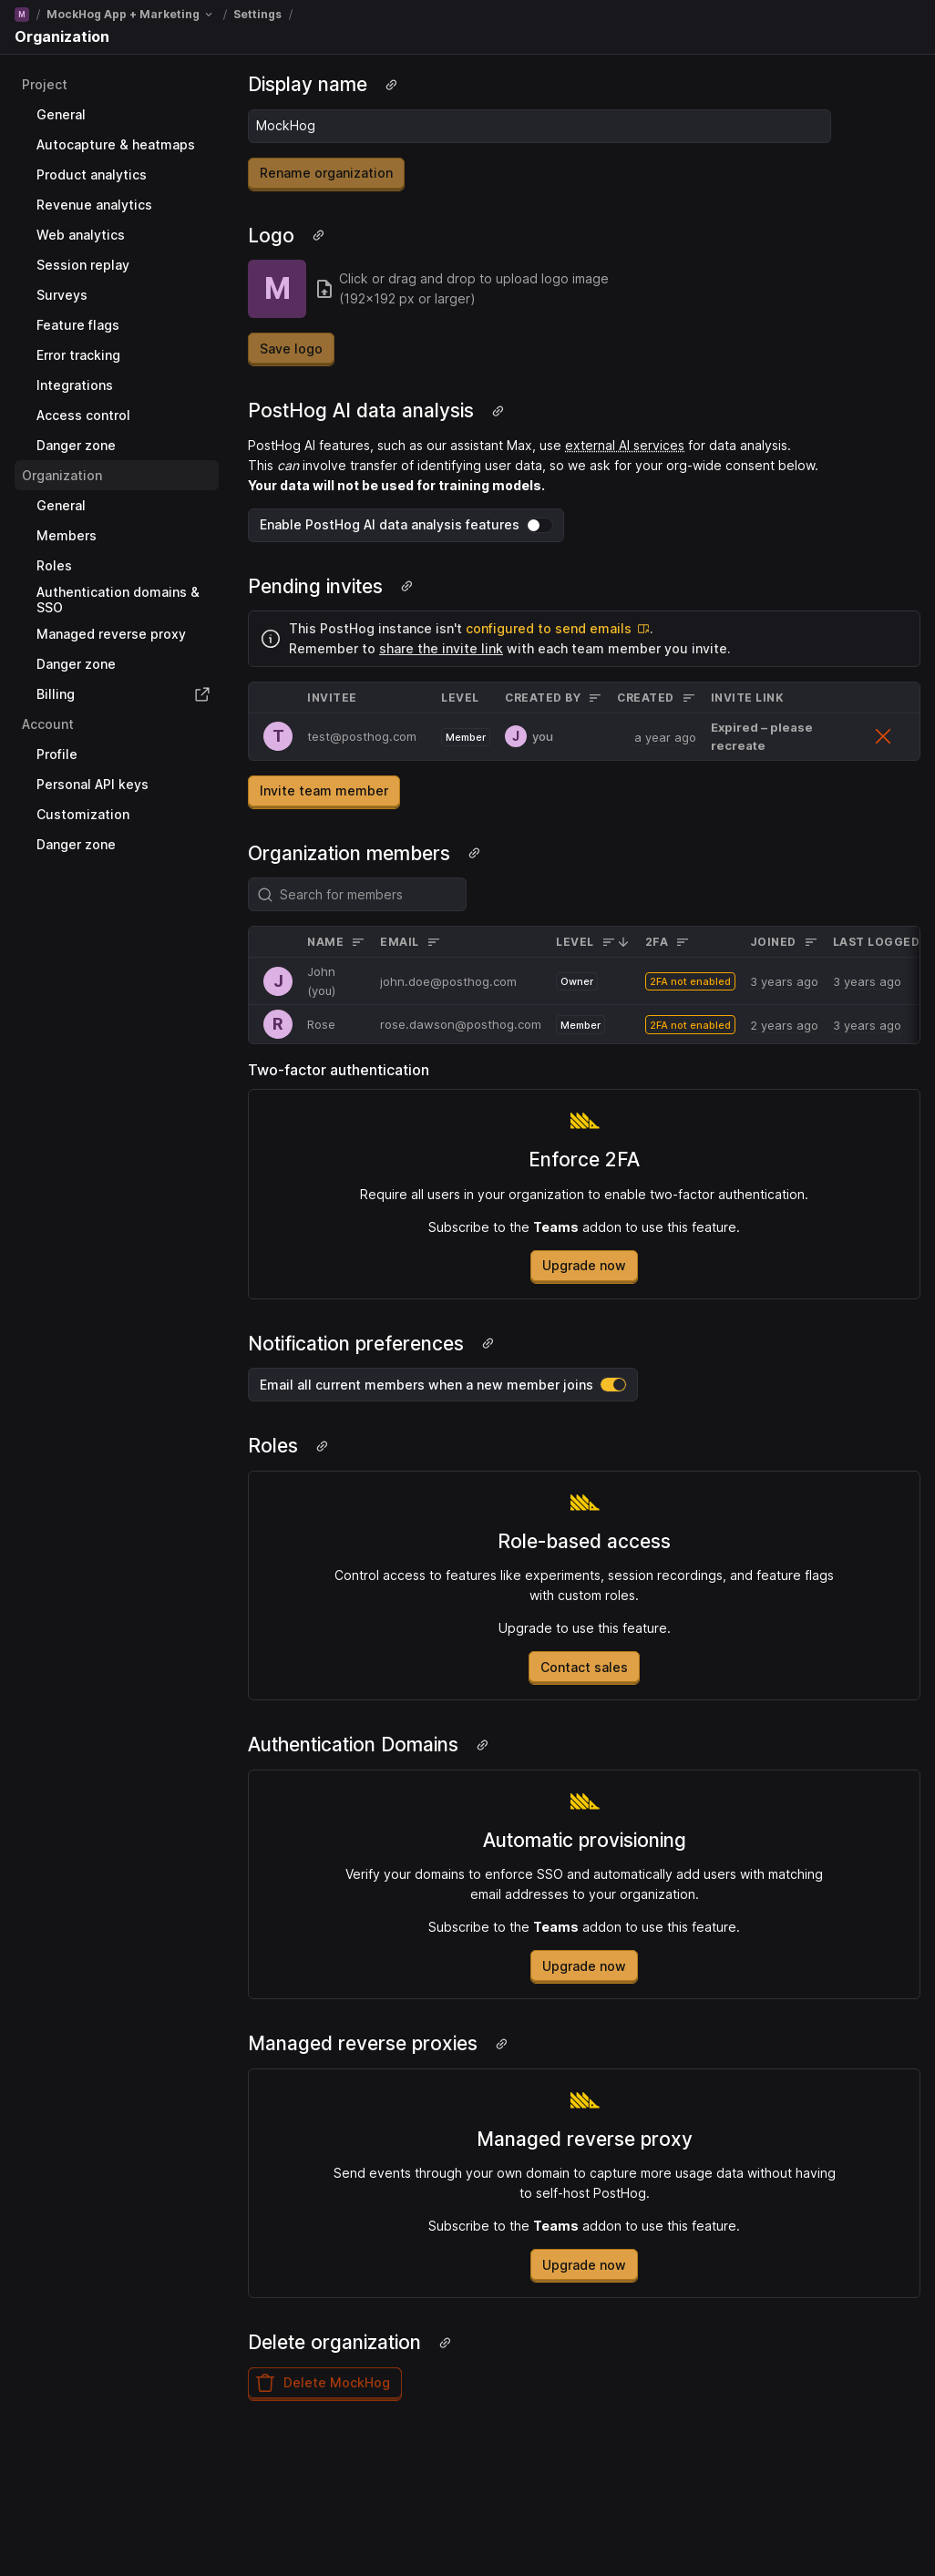 M / MockHog App + Marketing / Settings /
Organization
Project
General
Autocapture & heatmaps
Product analytics
Revenue analytics
Web analytics
Session replay
Surveys
Feature flags
Error tracking
Integrations
Access control
Danger zone
Organization
General
Members
Roles
Authentication domains &
SSO
Managed reverse proxy
Danger zone
Billing
Account
Profile
Personal API keys
Customization
Danger zone
Display name
MockHog
Rename organization
Logo
M
Click or drag and drop to upload logo image
(192×192 px or larger)
Save logo
PostHog AI data analysis
PostHog AI features, such as our assistant Max, use external AI services for data analysis.
This can involve transfer of identifying user data, so we ask for your org-wide consent below.
Your data will not be used for training models.
Enable PostHog AI data analysis features
Pending invites
This PostHog instance isn't configured to send emails .
Remember to share the invite link with each team member you invite.
INVITEE LEVEL CREATED BY CREATED INVITE LINK
T test@posthog.com Member J you a year ago Expired – please
recreate
Invite team member
Organization members
Search for members
NAME EMAIL LEVEL 2FA JOINED LAST LOGGED
J John
(you) john.doe@posthog.com Owner 2FA not enabled 3 years ago 3 years ago
R Rose rose.dawson@posthog.com Member 2FA not enabled 2 years ago 3 years ago
Two-factor authentication
Enforce 2FA
Require all users in your organization to enable two-factor authentication.
Subscribe to the Teams addon to use this feature.
Upgrade now
Notification preferences
Email all current members when a new member joins
Roles
Role-based access
Control access to features like experiments, session recordings, and feature flags
with custom roles.
Upgrade to use this feature.
Contact sales
Authentication Domains
Automatic provisioning
Verify your domains to enforce SSO and automatically add users with matching
email addresses to your organization.
Subscribe to the Teams addon to use this feature.
Upgrade now
Managed reverse proxies
Managed reverse proxy
Send events through your own domain to capture more usage data without having
to self-host PostHog.
Subscribe to the Teams addon to use this feature.
Upgrade now
Delete organization
Delete MockHog